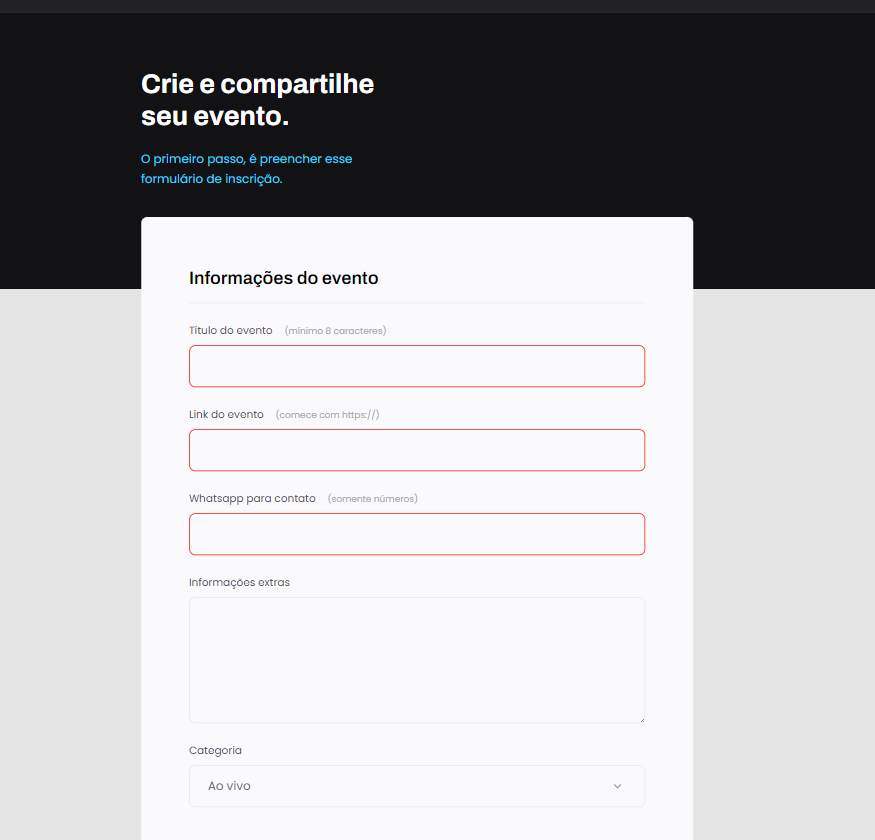 Crie e compartilhe
seu evento.
O primeiro passo, é preencher esse
formulário de inscrição.
Informações do evento
Título do evento (mínimo 8 caracteres)
Link do evento (comece com https://)
Whatsapp para contato (somente números)
Informações extras
Categoria
Ao vivo